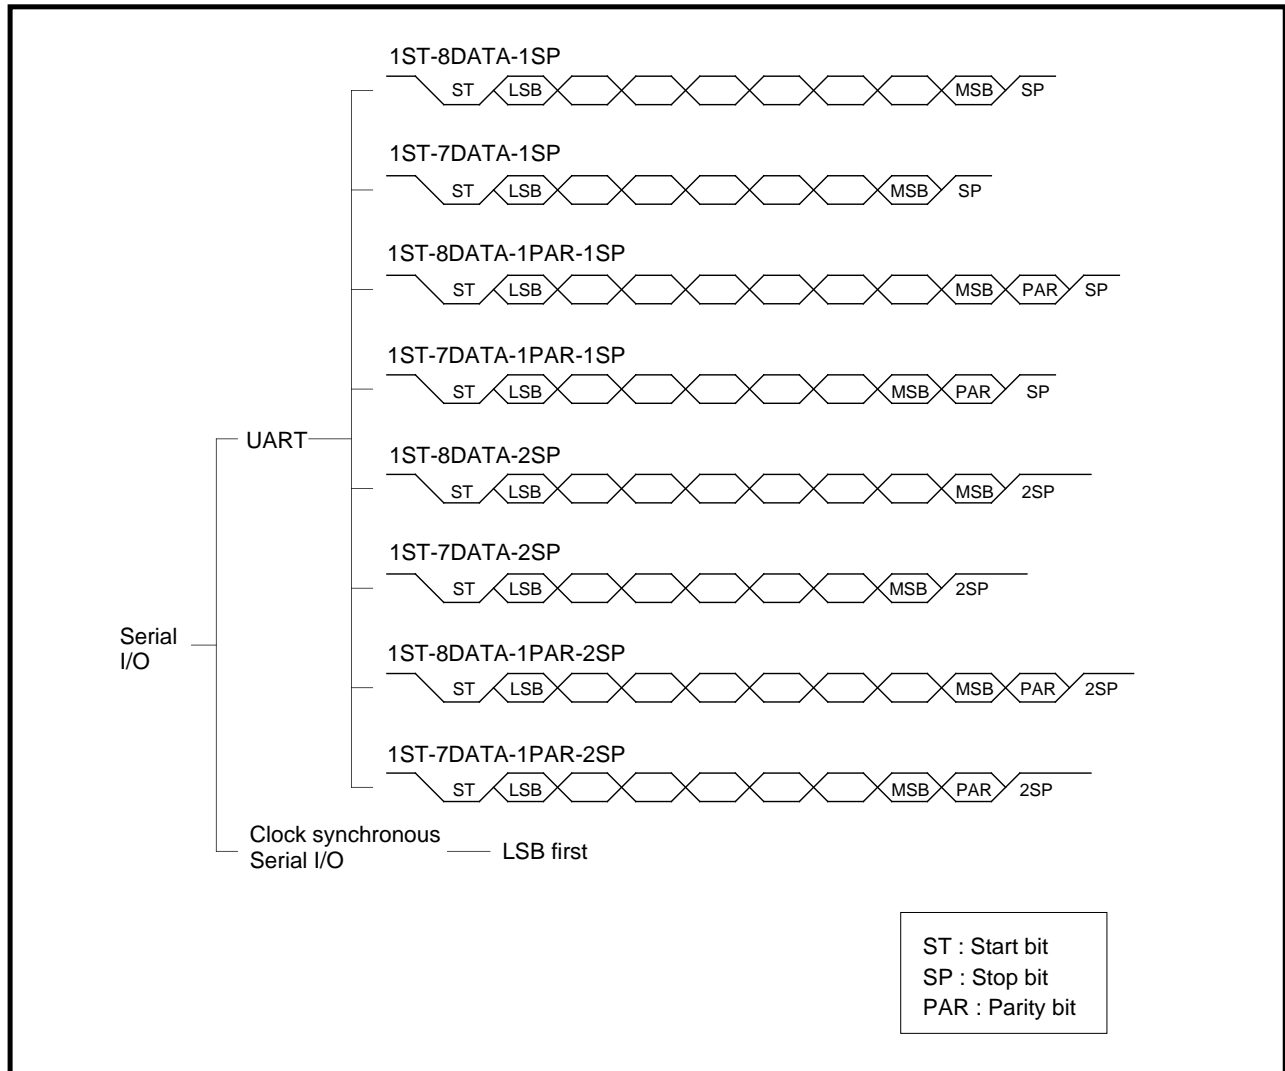 1ST-8DATA-1SP
ST LSB MSB SP
1ST-7DATA-1SP
ST LSB MSB SP
1ST-8DATA-1PAR-1SP
ST LSB MSB PAR SP
1ST-7DATA-1PAR-1SP
ST LSB MSB PAR SP
UART
1ST-8DATA-2SP
ST LSB MSB 2SP
1ST-7DATA-2SP
ST LSB MSB 2SP
Serial
I/O
1ST-8DATA-1PAR-2SP
ST LSB MSB PAR 2SP
1ST-7DATA-1PAR-2SP
ST LSB MSB PAR 2SP
Clock synchronous
Serial I/O
LSB first
ST : Start bit
SP : Stop bit
PAR : Parity bit